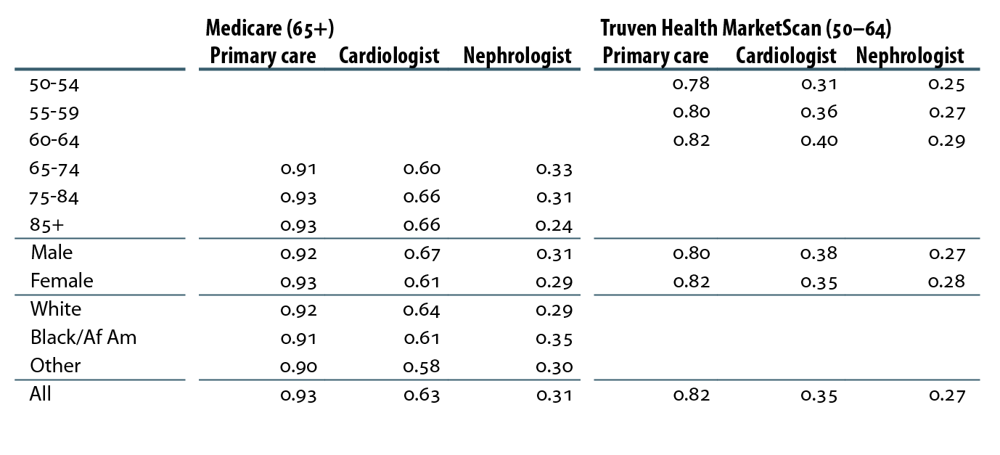 Medicare (65+) Truven Health MarketScan (50–64)
Primary care Cardiologist Nephrologist Primary care Cardiologist Nephrologist
50-54 0.78 0.31 0.25
55-59 0.80 0.36 0.27
60-64 0.82 0.40 0.29
65-74 0.91 0.60 0.33
75-84 0.93 0.66 0.31
85+ 0.93 0.66 0.24
Male 0.92 0.67 0.31 0.80 0.38 0.27
Female 0.93 0.61 0.29 0.82 0.35 0.28
White 0.92 0.64 0.29
Black/Af Am 0.91 0.61 0.35
Other 0.90 0.58 0.30
All 0.93 0.63 0.31 0.82 0.35 0.27